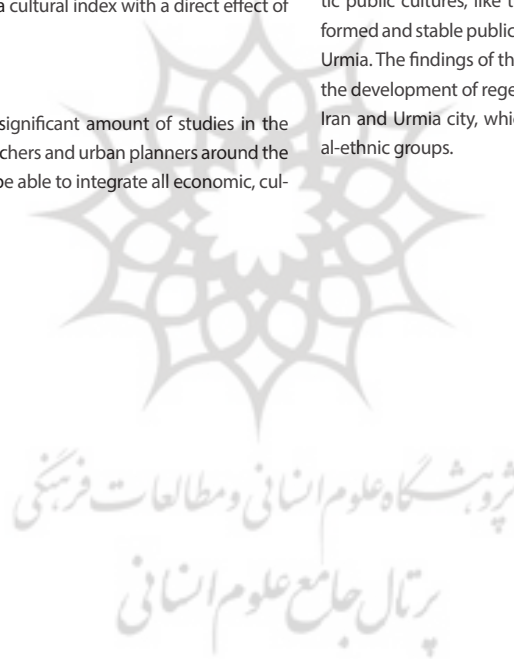 a cultural index with a direct effect of
significant amount of studies in the
chers and urban planners around the
be able to integrate all economic, cul-
tic public cultures, like t
formed and stable public
Urmia. The findings of th
the development of rege
Iran and Urmia city, whic
al-ethnic groups.
پژوهشگاه علوم انسانی و مطالعات فرهنگی
پرتال جامع علوم انسانی